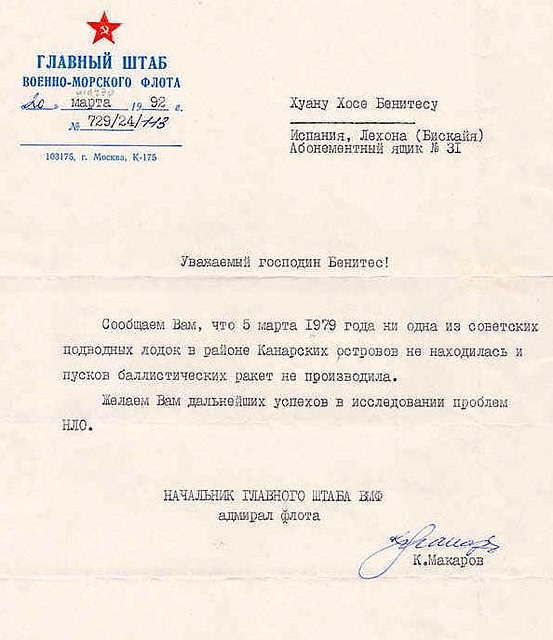 ГЛАВНЫЙ ШТАБ
ВОЕННО-МОРСКОГО ФЛОТА
20 » марта 1992 г.
№ 729/24/113
103175, г. Москва, К-175
Хуану Хосе Бенитесу
Испания, Лехона (Бискайя)
Абонементный ящик № 31
Уважаемый господин Бенитес!
Сообщаем Вам, что 5 марта 1979 года ни одна из советских
подводных лодок в районе Канарских островов не находилась и
пусков баллистических ракет не производила.
Желаем Вам дальнейших успехов в исследовании проблем
НЛО.
НАЧАЛЬНИК ГЛАВНОГО ШТАБА ВМФ
адмирал флота
К.Макаров